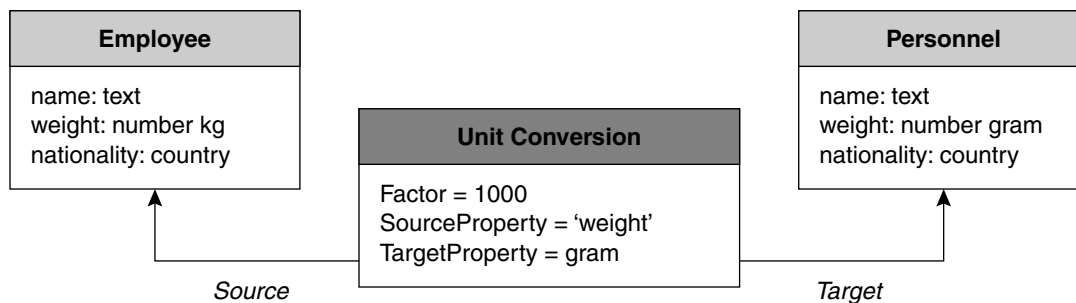 Employee
name: text
weight: number kg
nationality: country
Unit Conversion
Factor = 1000
SourceProperty = ‘weight’
TargetProperty = gram
Personnel
name: text
weight: number gram
nationality: country
Source
Target